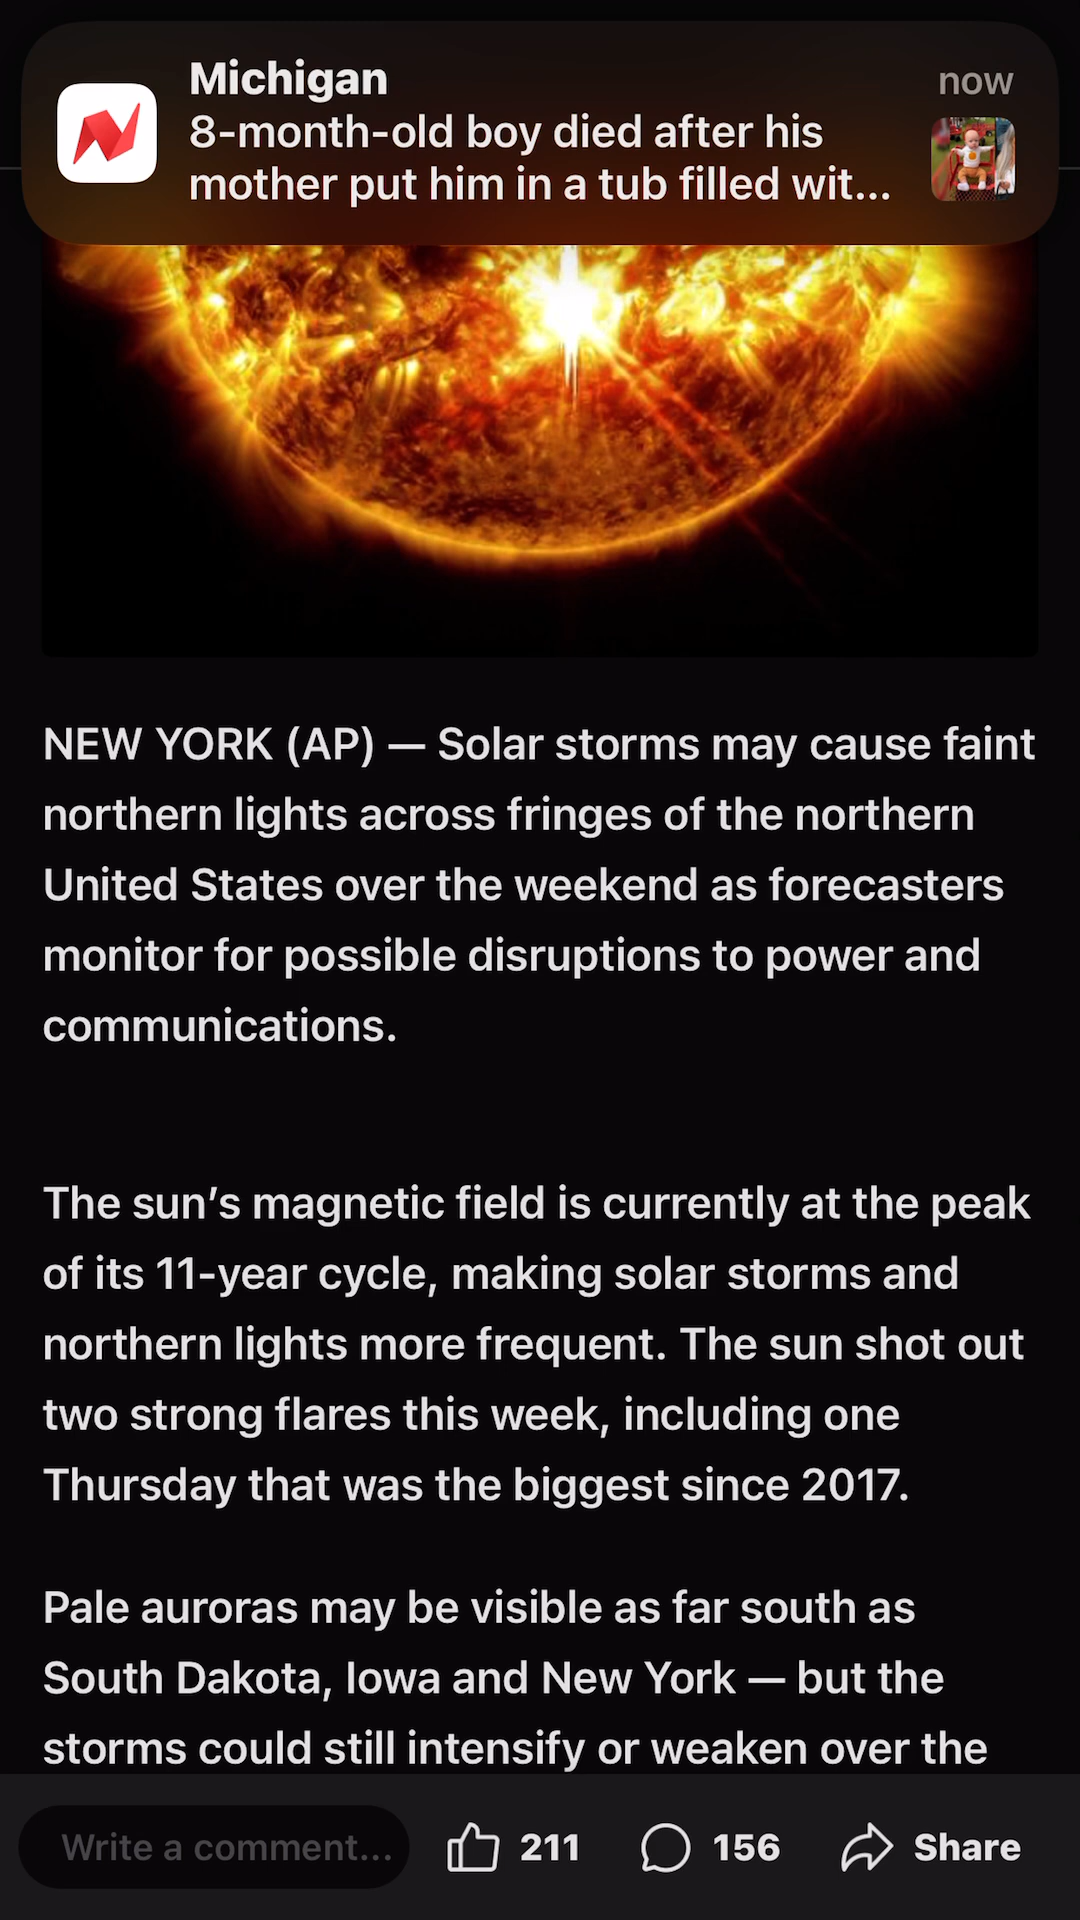 Michigan
now
8-month-old boy died after his
mother put him in a tub filled wit...
NEW YORK (AP) — Solar storms may cause faint
northern lights across fringes of the northern
United States over the weekend as forecasters
monitor for possible disruptions to power and
communications.
The sun’s magnetic field is currently at the peak
of its 11-year cycle, making solar storms and
northern lights more frequent. The sun shot out
two strong flares this week, including one
Thursday that was the biggest since 2017.
Pale auroras may be visible as far south as
South Dakota, Iowa and New York — but the
storms could still intensify or weaken over the
Write a comment...
211
156
Share